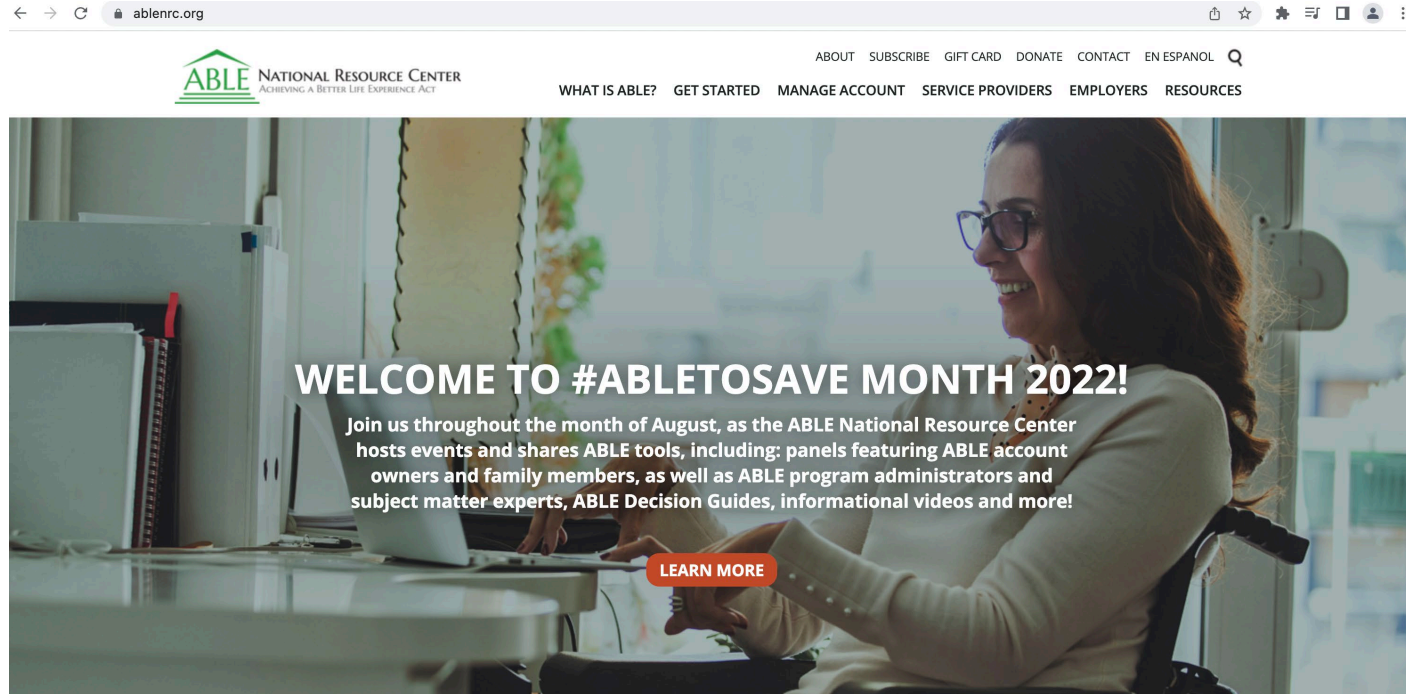 ablenrc.org
ABOUT SUBSCRIBE GIFT CARD DONATE CONTACT EN ESPANOL
ABLE NATIONAL RESOURCE CENTER
ACHIEVING A BETTER LIFE EXPERIENCE ACT
WHAT IS ABLE? GET STARTED MANAGE ACCOUNT SERVICE PROVIDERS EMPLOYERS RESOURCES
WELCOME TO #ABLETOSAVE MONTH 2022!
Join us throughout the month of August, as the ABLE National Resource Center
hosts events and shares ABLE tools, including: panels featuring ABLE account
owners and family members, as well as ABLE program administrators and
subject matter experts, ABLE Decision Guides, informational videos and more!
LEARN MORE